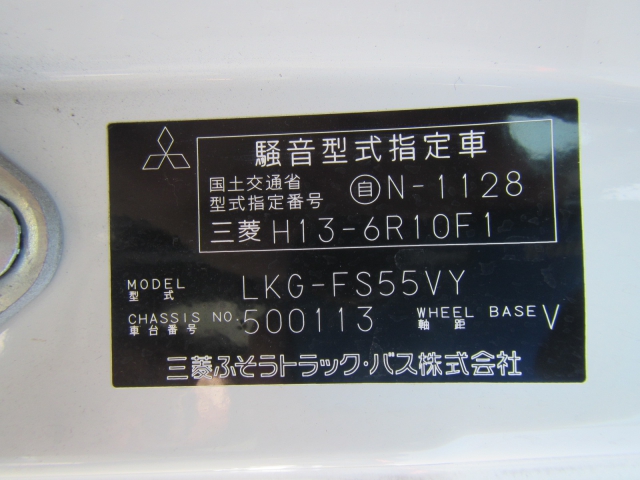 騒音型式指定車
国土交通省
型式指定番号 自N-1128
三菱 H13-6R10F1
MODEL
型式 LKG-FS55VY
CHASSIS NO.
車台番号 500113 WHEEL BASE
軸距 V
三菱ふそうトラック・バス株式会社